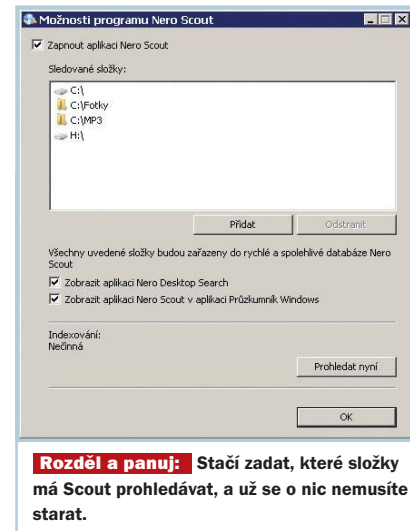 Možnosti programu Nero Scout
Zapnout aplikaci Nero Scout
Sledované složky:
C:\
C:\Fotky
C:\MP3
H:\
Přidat Odstranit
Všechny uvedené složky budou zařazeny do rychlé a spolehlivé databáze Nero
Scout
Zobrazit aplikaci Nero Desktop Search
Zobrazit aplikaci Nero Scout v aplikaci Průzkumník Windows
Indexování:
Nečinná
Prohledat nyní
OK
Rozděl a panuj: Stačí zadat, které složky
má Scout prohledávat, a už se o nic nemusíte
starat.